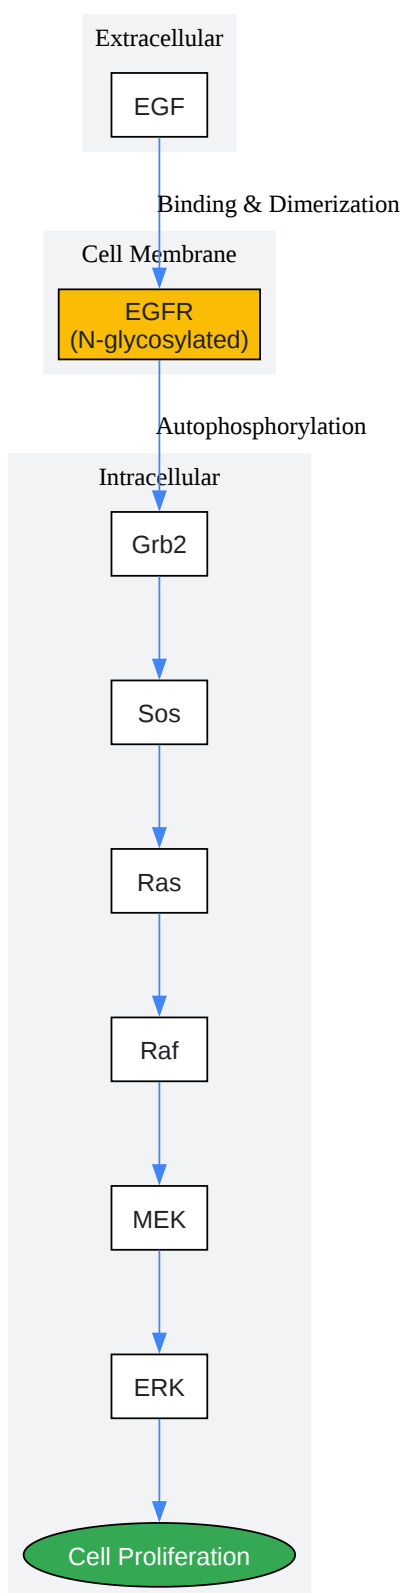 Extracellular
EGF
Binding & Dimerization
Cell Membrane
EGFR
(N-glycosylated)
Autophosphorylation
Intracellular
Grb2
Sos
Ras
Raf
MEK
ERK
Cell Proliferation